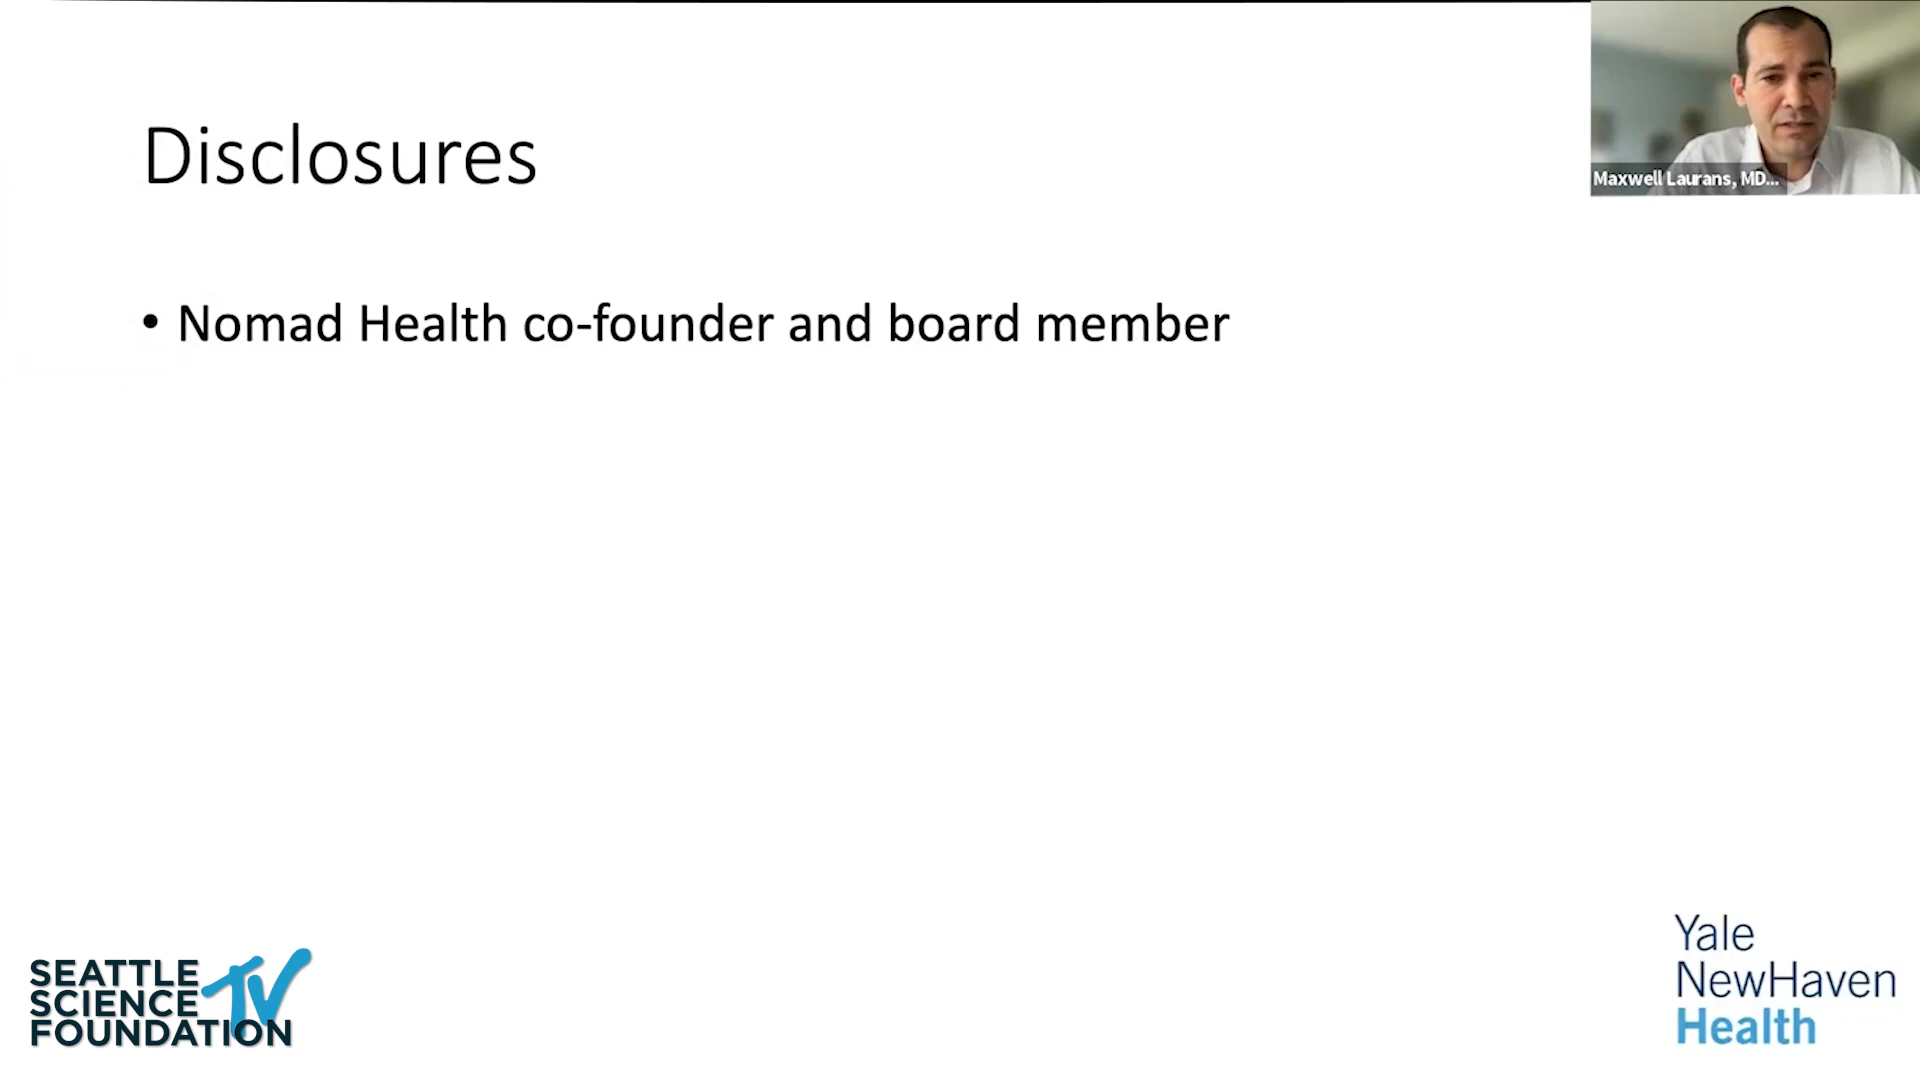 Disclosures
Maxwell Laurans, MD...
• Nomad Health co-founder and board member
SEATTLE
SCIENCE
FOUNDATION
TV
Yale
NewHaven
Health